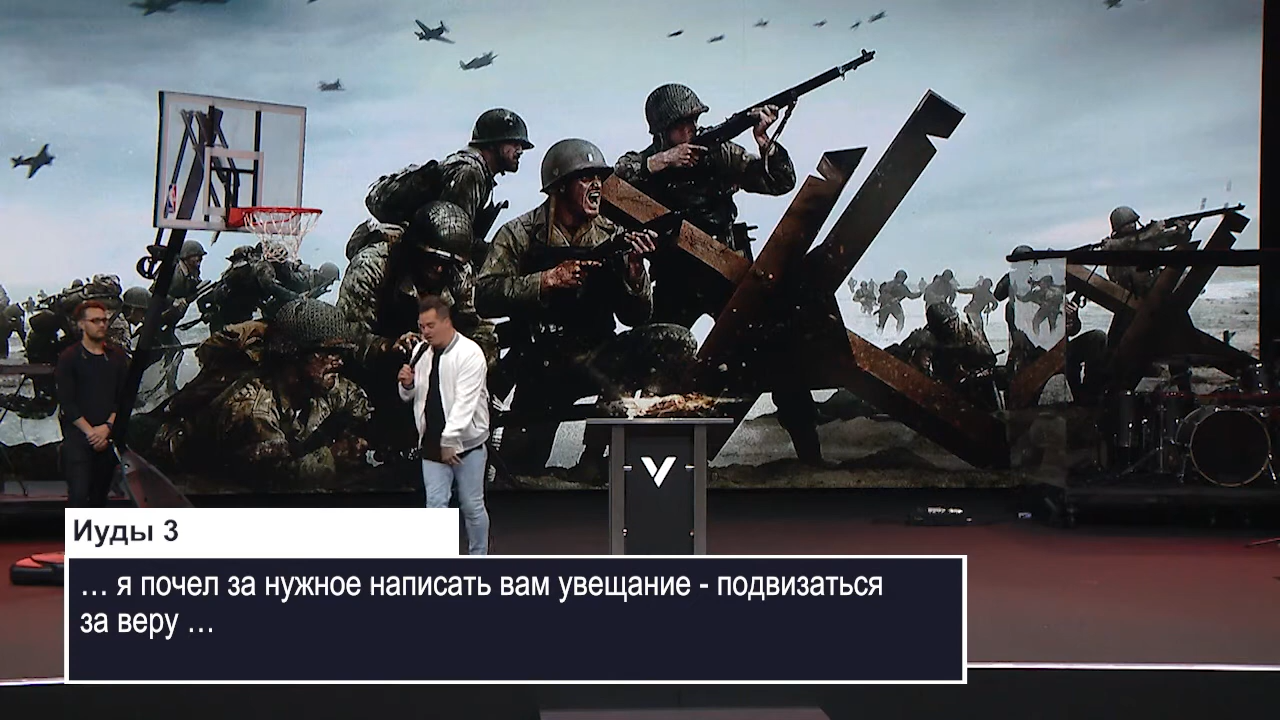 Иуды 3
… я почел за нужное написать вам увещание - подвизаться
за веру …